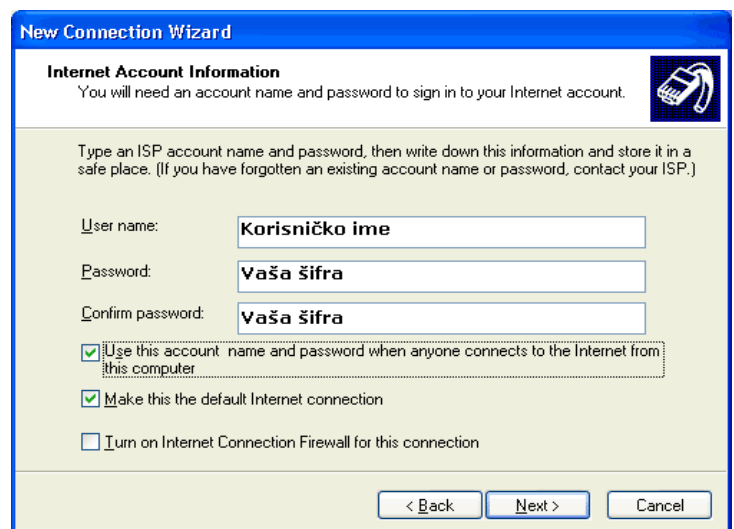 New Connection Wizard
Internet Account Information
You will need an account name and password to sign in to your Internet account.
Type an ISP account name and password, then write down this information and store it in a
safe place. (If you have forgotten an existing account name or password, contact your ISP.)
User name:
Korisničko ime
Password:
Vaša šifra
Confirm password:
Vaša šifra
Use this account name and password when anyone connects to the Internet from
this computer
Make this the default Internet connection
Turn on Internet Connection Firewall for this connection
< Back
Next >
Cancel